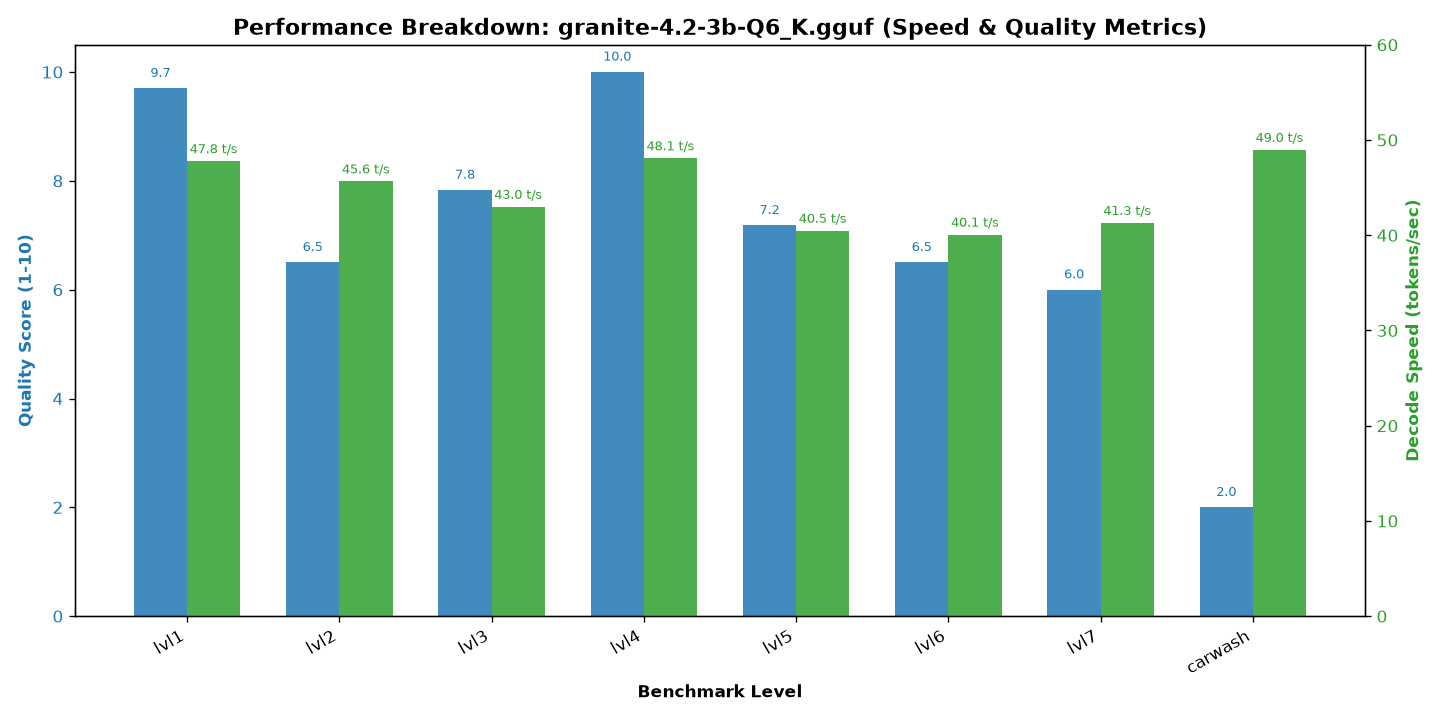 Performance Breakdown: granite-4.2-3b-Q6_K.gguf (Speed & Quality Metrics)
Quality Score (1-10)
10
8
6
4
2
0
9.7
47.8 t/s
6.5
45.6 t/s
7.8
43.0 t/s
10.0
48.1 t/s
7.2
40.5 t/s
6.5
40.1 t/s
6.0
41.3 t/s
2.0
49.0 t/s
60
50
40
30
20
10
0
Decode Speed (tokens/sec)
lvl1
lvl2
lvl3
lvl4
lvl5
lvl6
lvl7
carwash
Benchmark Level